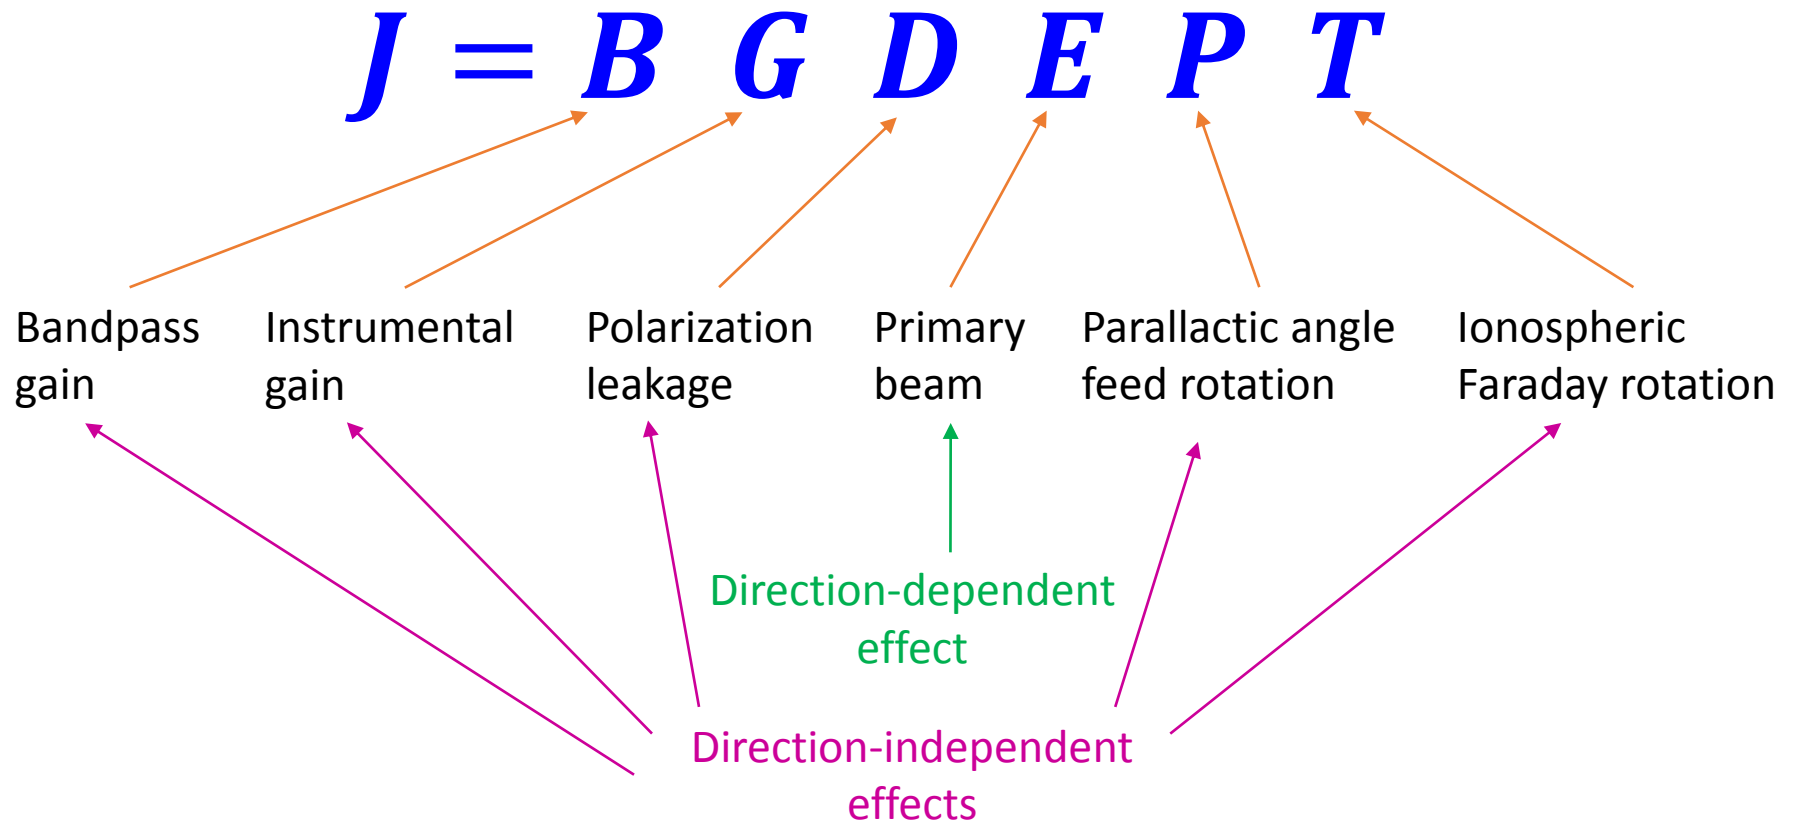 J = B G D E P T
Bandpass
gain
Instrumental
gain
Polarization
leakage
Primary
beam
Parallactic angle
feed rotation
Ionospheric
Faraday rotation
Direction-dependent
effect
Direction-independent
effects